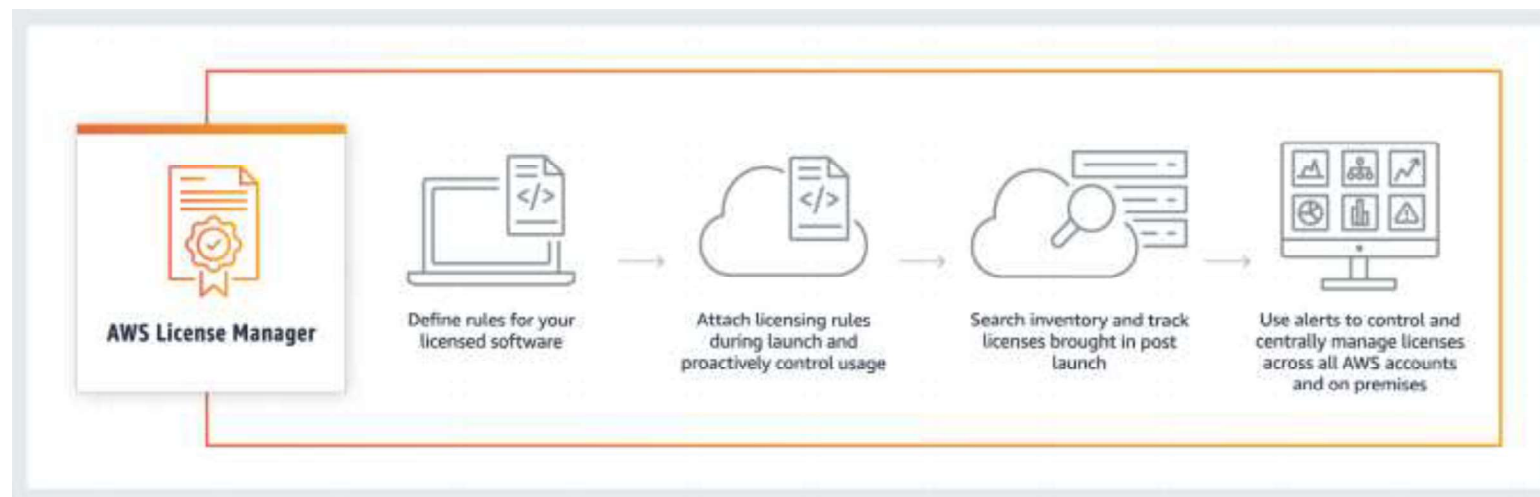 AWS License Manager
Define rules for your
licensed software
</>
Attach licensing rules
during launch and
proactively control usage
</>
Search inventory and track
licenses brought in post
launch
Use alerts to control and
centrally manage licenses
across all AWS accounts
and on premises